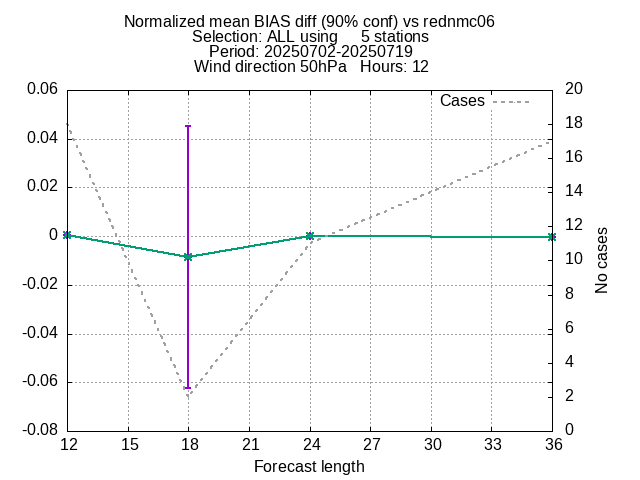 Normalized mean BIAS diff (90% conf) vs rednmc06
Selection: ALL using     5 stations
Period: 20250702-20250719
Wind direction 50hPa   Hours: 12
Cases
0.06
0.04
0.02
0
-0.02
-0.04
-0.06
-0.08
20
18
16
14
12
10
8
6
4
2
0
No cases
12 15 18 21 24 27 30 33 36
Forecast length